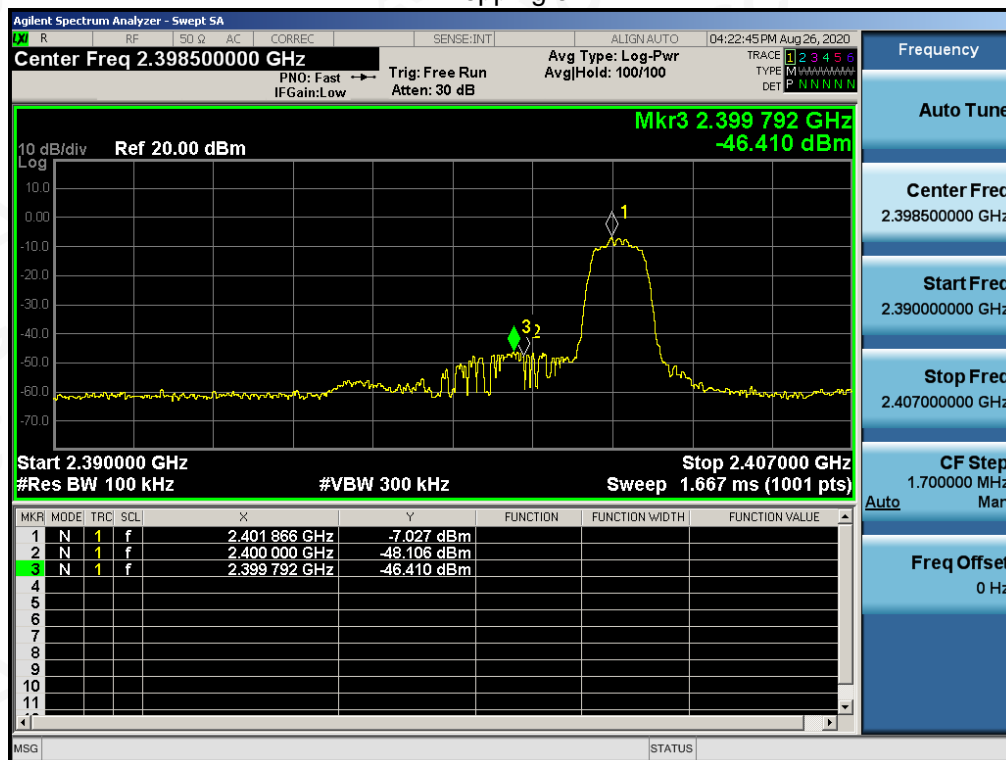 Agilent Spectrum Analyzer - Swept SA
LXI R RF 50 Ω AC CORREC SENSE:INT ALIGN AUTO 04:22:45 PM Aug 26, 2020
Center Freq 2.398500000 GHz
PNO: Fast
IFGain:Low
Trig: Free Run
Atten: 30 dB
Avg Type: Log-Pwr
Avg|Hold: 100/100
TRACE 1 2 3 4 5 6
TYPE M
DET P N N N N N
Mkr3 2.399 792 GHz
-46.410 dBm
10 dB/div Ref 20.00 dBm
Log
10.0
0.00
-10.0
-20.0
-30.0
-40.0
-50.0
-60.0
-70.0
1
3
2
Start 2.390000 GHz Stop 2.407000 GHz
#Res BW 100 kHz #VBW 300 kHz Sweep 1.667 ms (1001 pts)
MKR MODE TRC SCL X Y FUNCTION FUNCTION WIDTH FUNCTION VALUE
1 N 1 f 2.401 866 GHz -7.027 dBm
2 N 1 f 2.400 000 GHz -48.106 dBm
3 N 1 f 2.399 792 GHz -46.410 dBm
4
5
6
7
8
9
10
11
MSG STATUS
Frequency
Auto Tune
Center Freq
2.398500000 GHz
Start Freq
2.390000000 GHz
Stop Freq
2.407000000 GHz
CF Step
1.700000 MHz
Auto Man
Freq Offset
0 Hz